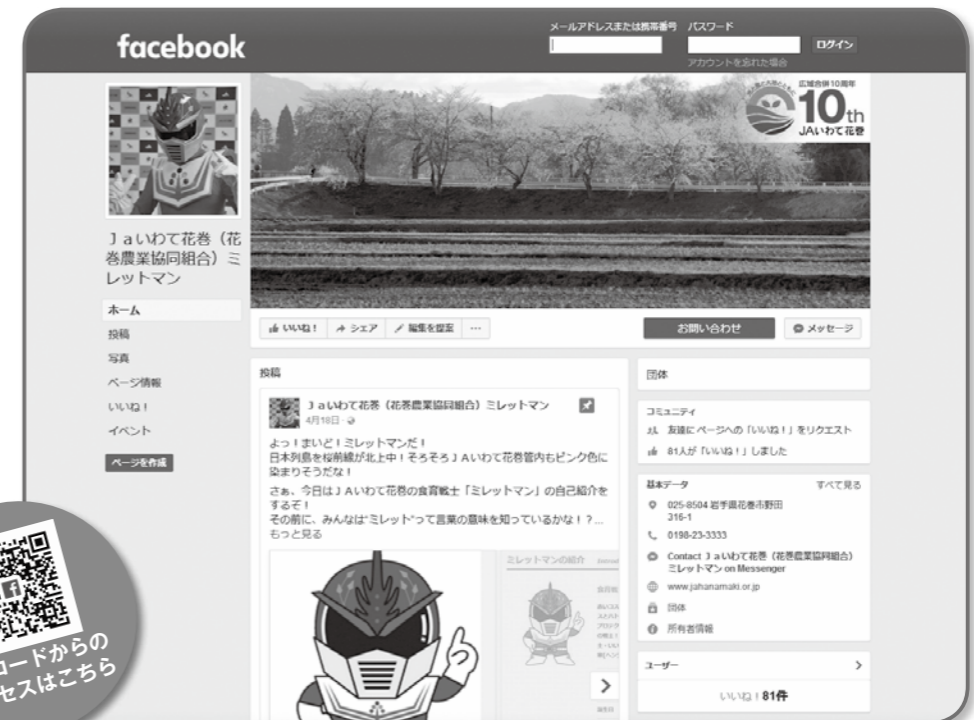 facebook
メールアドレスまたは携帯番号
パスワード
ログイン
アカウントを忘れた場合
広域合併10周年
10th
JAいわて花巻
Jaいわて花巻（花
巻農業協同組合）ミ
レットマン
ホーム
投稿
写真
ページ情報
いいね！
イベント
ページを作成
いいね！
シェア
編集を提案
…
お問い合わせ
メッセージ
投稿
Jaいわて花巻（花巻農業協同組合）ミレットマン
4月18日
よっ！まいど！ミレットマンだ！
日本列島を桜前線が北上中！そろそろJAいわて花巻管内もピンク色に
染まりそうだな！
さぁ、今日はJAいわて花巻の食育戦士「ミレットマン」の自己紹介を
するぞ！
その前に、みんなは“ミレット”って言葉の意味を知っているかな！？...
もっと見る
ミレットマンの紹介
団体
コミュニティ
友達にページへの「いいね！」をリクエスト
81人が「いいね！」しました
基本データ
すべて見る
025-8504 岩手県花巻市野田
316-1
0198-23-3333
Contact Jaいわて花巻（花巻農業協同組合）
ミレットマン on Messenger
www.jahanamaki.or.jp
団体
所有者情報
ユーザー
いいね！81件
コードからの
セスはこちら